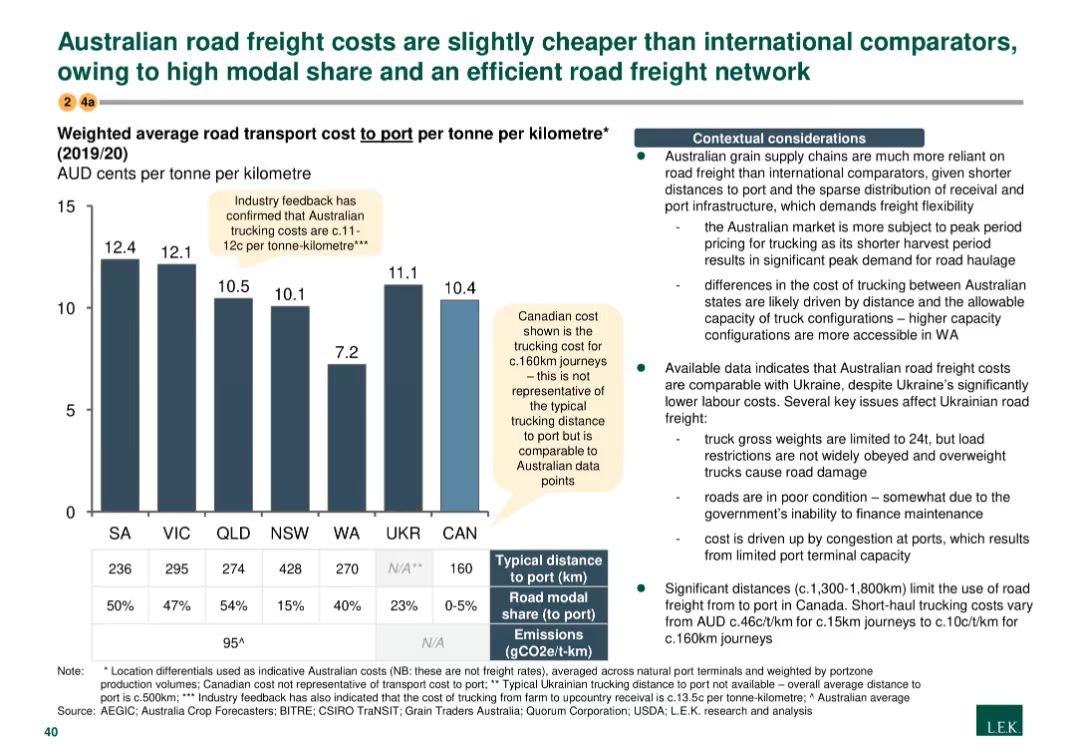 Australian road freight costs are slightly cheaper than international comparators,
owing to high modal share and an efficient road freight network
2 4a
Weighted average road transport cost to port per tonne per kilometre*
(2019/20)
AUD cents per tonne per kilometre
Industry feedback has
confirmed that Australian
trucking costs are c.11-
12c per tonne-kilometre***
15
10
5
0
12.4
12.1
10.5
10.1
7.2
11.1
10.4
Canadian cost
shown is the
trucking cost for
c.160km journeys
– this is not
representative of
the typical
trucking distance
to port but is
comparable to
Australian data
points
SA VIC QLD NSW WA UKR CAN
236 295 274 428 270 N/A** 160 Typical distance
to port (km)
50% 47% 54% 15% 40% 23% 0-5% Road modal
share (to port)
95^ N/A Emissions
(gCO2e/t-km)
Contextual considerations
● Australian grain supply chains are much more reliant on
road freight than international comparators, given shorter
distances to port and the sparse distribution of receival and
port infrastructure, which demands freight flexibility
- the Australian market is more subject to peak period
pricing for trucking as its shorter harvest period
results in significant peak demand for road haulage
- differences in the cost of trucking between Australian
states are likely driven by distance and the allowable
capacity of truck configurations – higher capacity
configurations are more accessible in WA
● Available data indicates that Australian road freight costs
are comparable with Ukraine, despite Ukraine's significantly
lower labour costs. Several key issues affect Ukrainian road
freight:
- truck gross weights are limited to 24t, but load
restrictions are not widely obeyed and overweight
trucks cause road damage
- roads are in poor condition – somewhat due to the
government's inability to finance maintenance
- cost is driven up by congestion at ports, which results
from limited port terminal capacity
● Significant distances (c.1,300-1,800km) limit the use of road
freight from to port in Canada. Short-haul trucking costs vary
from AUD c.46c/t/km for c.15km journeys to c.10c/t/km for
c.160km journeys
Note: * Location differentials used as indicative Australian costs (NB: these are not freight rates), averaged across natural port terminals and weighted by portzone
production volumes; Canadian cost not representative of transport cost to port; ** Typical Ukrainian trucking distance to port not available – overall average distance to
port is c.500km; *** Industry feedback has also indicated that the cost of trucking from farm to upcountry receival is c.13.5c per tonne-kilometre; ^ Australian average
Source: AEGIC; Australia Crop Forecasters; BITRE; CSIRO TraNSIT; Grain Traders Australia; Quorum Corporation; USDA; L.E.K. research and analysis
40
L.E.K.